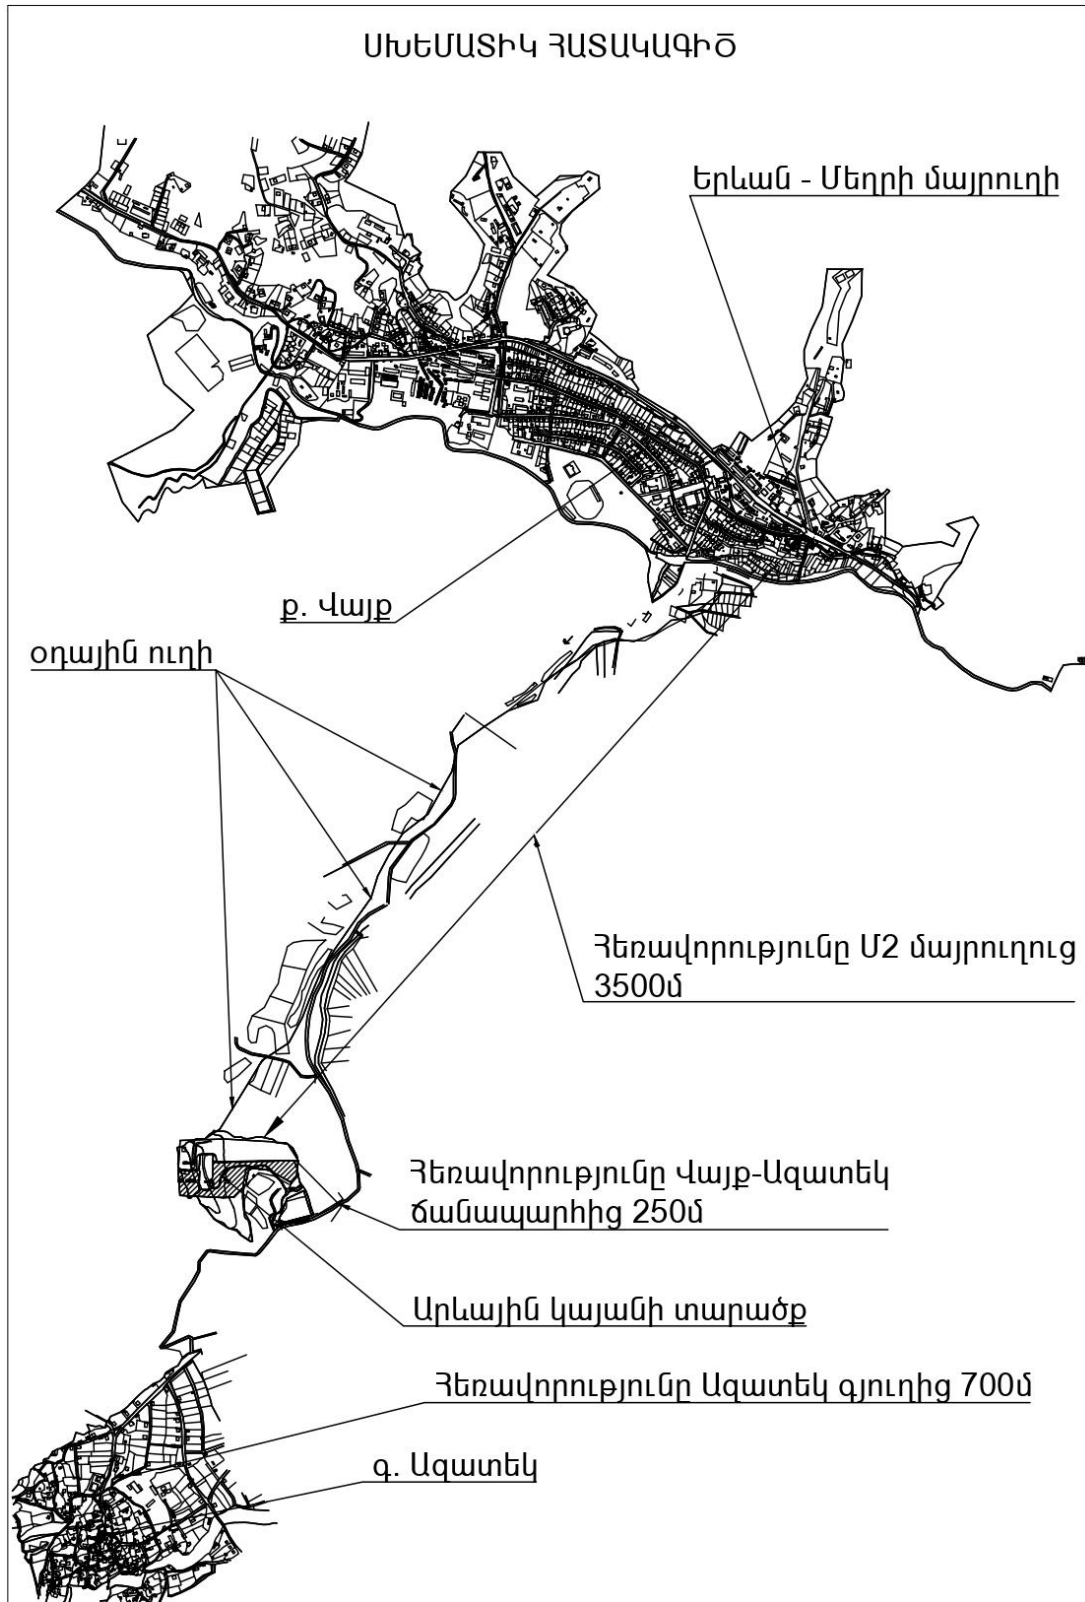 ՍԽԵՄԱՏԻԿ ՀԱՏԱԿԱԳԻԾ
Երևան - Մեղրի մայրուղի
ք. Վայք
օդային ուղի
Հեռավորությունը Մ2 մայրուղուց
3500մ
Հեռավորությունը Վայք-Ազատեկ
ճանապարհից 250մ
Արևային կայանի տարածք
Հեռավորությունը Ազատեկ գյուղից 700մ
գ. Ազատեկ